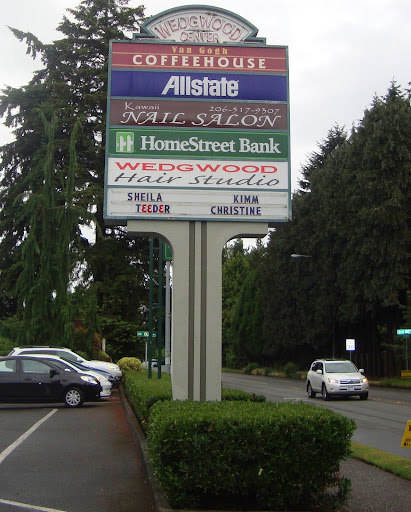 WEDGWOOD
CENTER
VAN GOGH
COFFEEHOUSE
Allstate
KAWAII 206-517-9307
NAIL SALON
HomeStreet Bank
WEDGWOOD
Hair Studio
SHEILA KIMM
TEEDER CHRISTINE